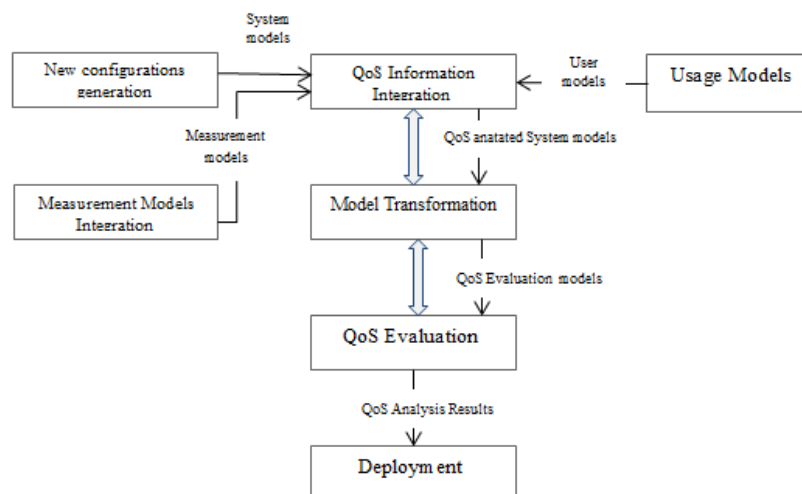 System
models
New configurations
generation
QoS Information
Integration
User
models
Usage Models
Measurement
models
QoS anatated System models
Measurement Models
Integration
Model Transformation
QoS Evaluation models
QoS Evaluation
QoS Analysis Results
Deployment